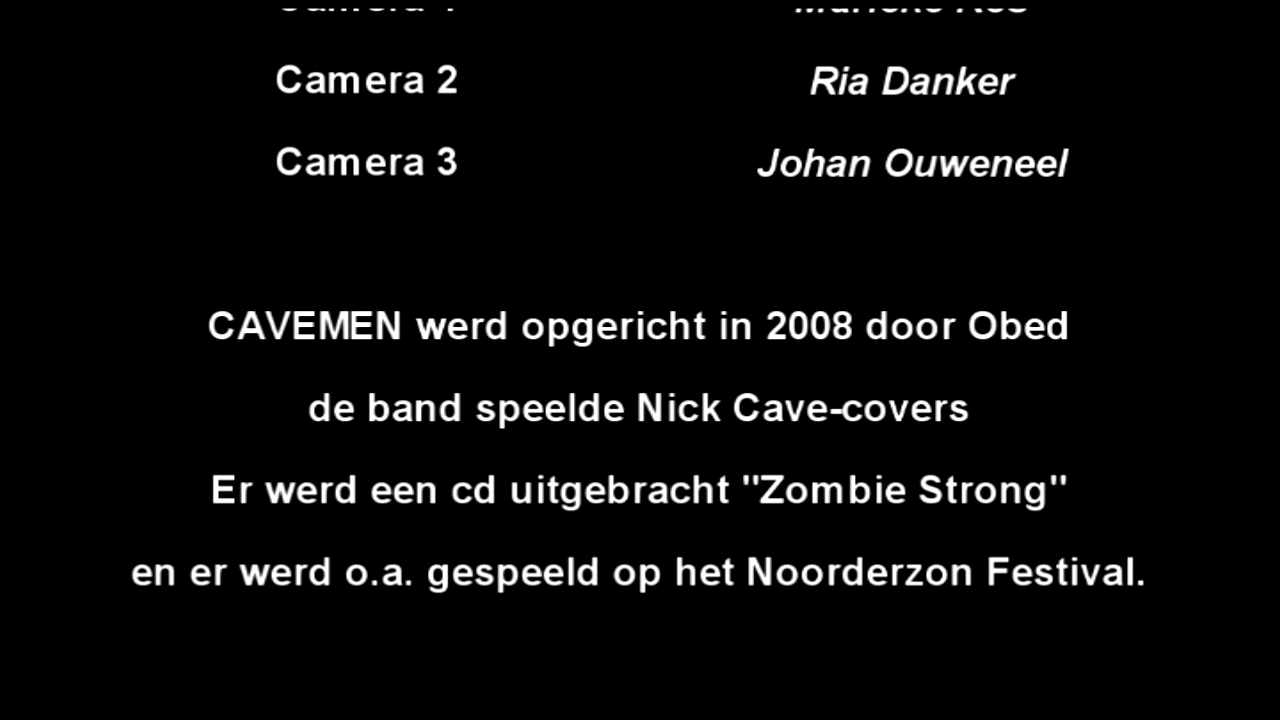 Camera 2 Ria Danker
Camera 3 Johan Ouweneel
CAVEMEN werd opgericht in 2008 door Obed
de band speelde Nick Cave-covers
Er werd een cd uitgebracht "Zombie Strong"
en er werd o.a. gespeeld op het Noorderzon Festival.